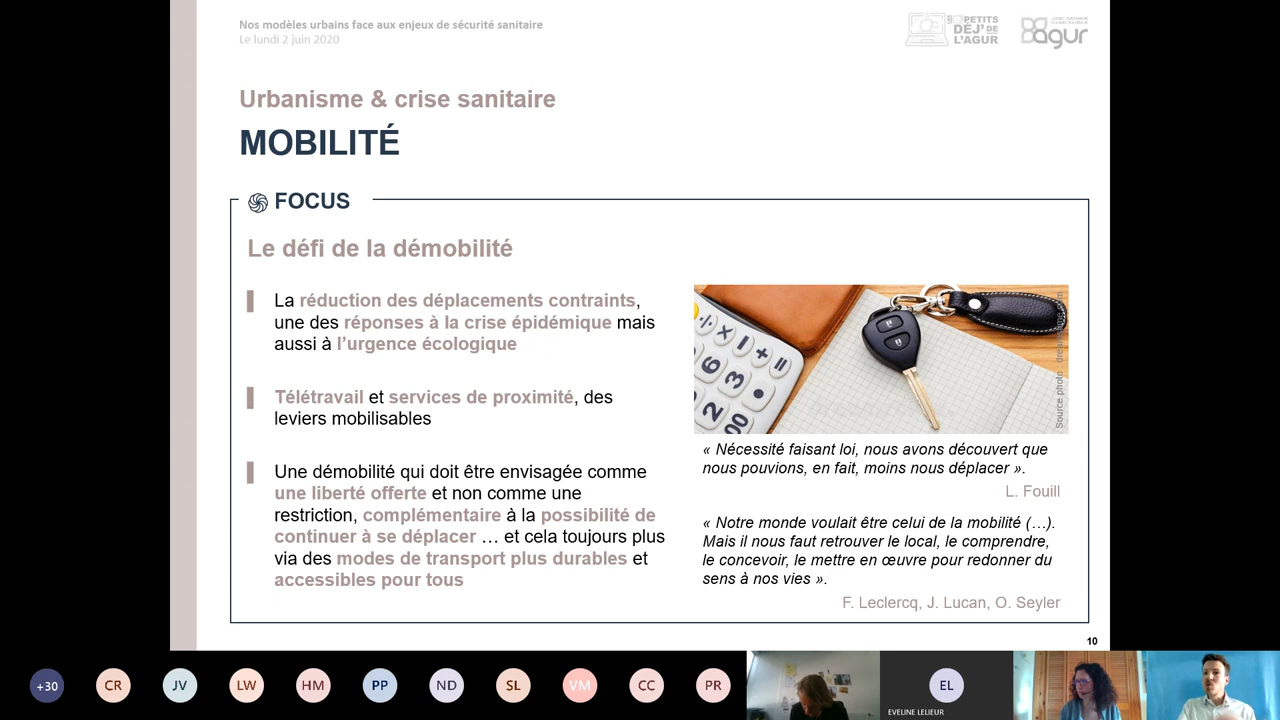 Nos modèles urbains face aux enjeux de sécurité sanitaire
Le lundi 2 juin 2020
PETITS
DÉJ' DE
L'AGUR
agur
Urbanisme & crise sanitaire
MOBILITÉ
FOCUS
Le défi de la démobilité
La réduction des déplacements contraints,
une des réponses à la crise épidémique mais
aussi à l'urgence écologique
Télétravail et services de proximité, des
leviers mobilisables
Une démobilité qui doit être envisagée comme
une liberté offerte et non comme une
restriction, complémentaire à la possibilité de
continuer à se déplacer … et cela toujours plus
via des modes de transport plus durables et
accessibles pour tous
Source photo :
« Nécessité faisant loi, nous avons découvert que
nous pouvions, en fait, moins nous déplacer ».
L. Fouill
« Notre monde voulait être celui de la mobilité (…).
Mais il nous faut retrouver le local, le comprendre,
le concevoir, le mettre en œuvre pour redonner du
sens à nos vies ».
F. Leclercq, J. Lucan, O. Seyler
10
+30
CR
JV
LW
HM
PP
ND
SL
VM
CC
PR
EL
EVELINE LELIEUR